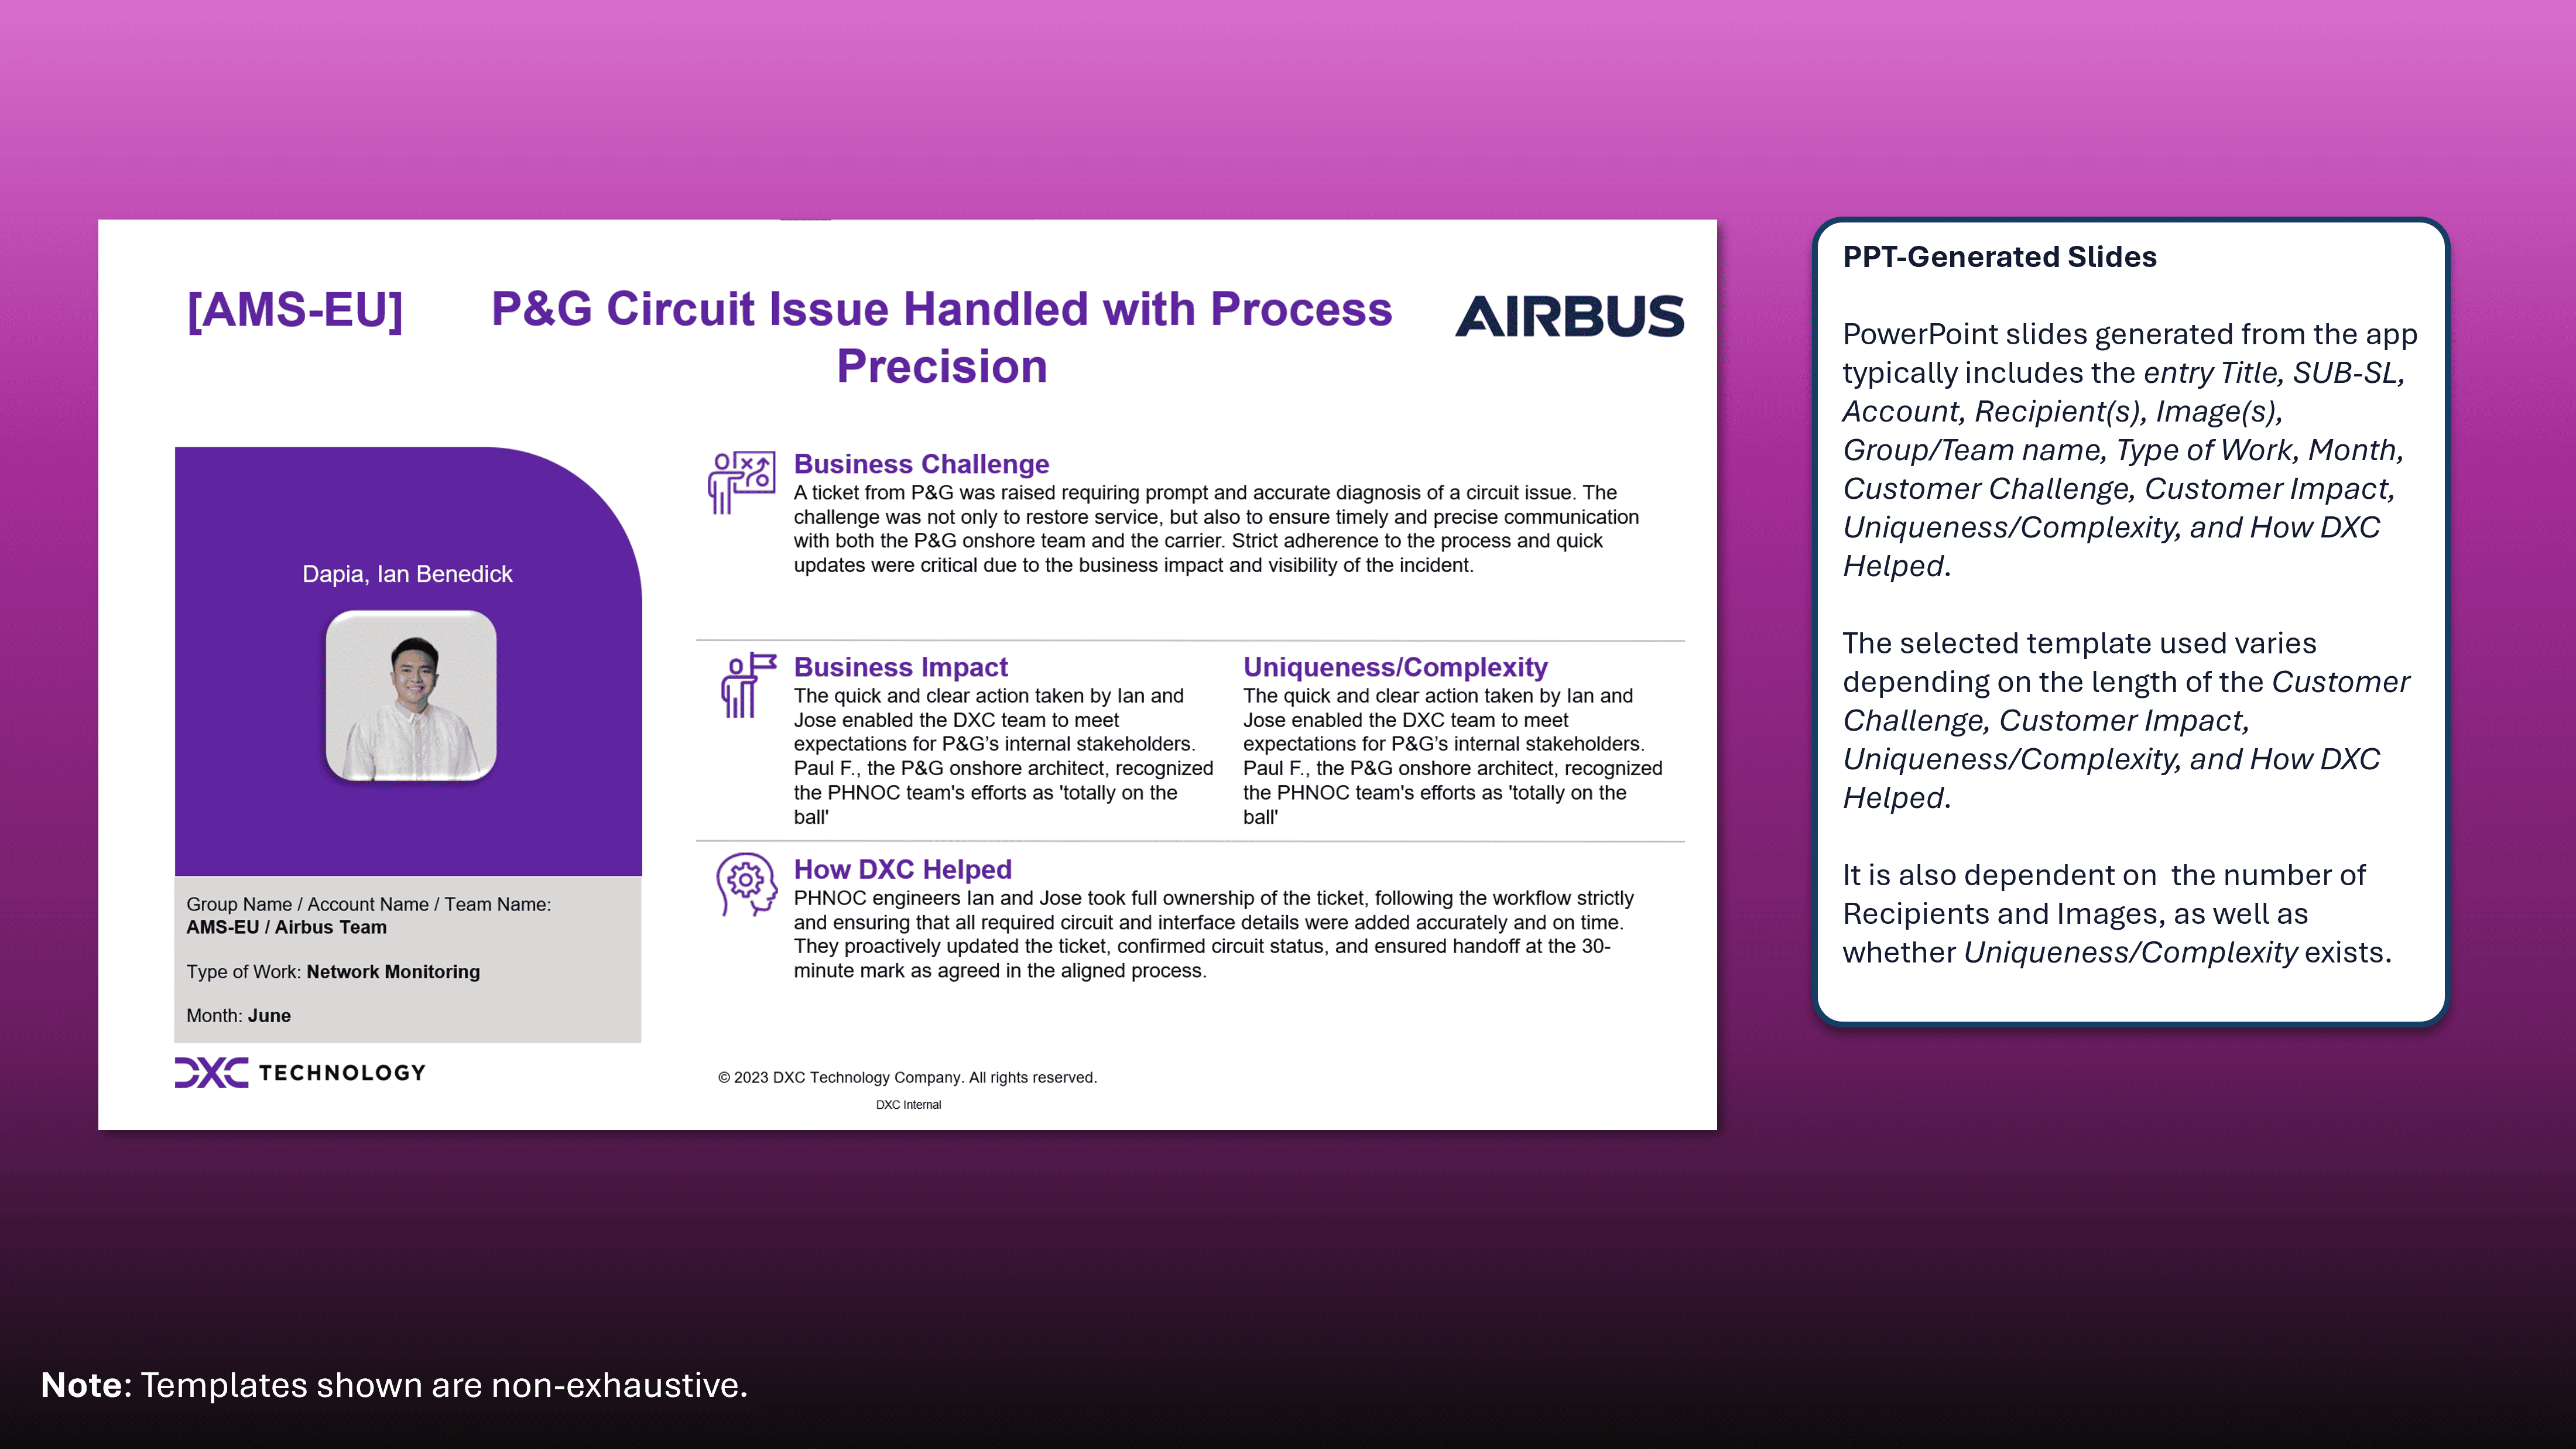 [AMS-EU]
P&G Circuit Issue Handled with Process
Precision
AIRBUS
Dapia, Ian Benedick
Group Name / Account Name / Team Name:
AMS-EU / Airbus Team
Type of Work: Network Monitoring
Month: June
DXC TECHNOLOGY
Business Challenge
A ticket from P&G was raised requiring prompt and accurate diagnosis of a circuit issue. The
challenge was not only to restore service, but also to ensure timely and precise communication
with both the P&G onshore team and the carrier. Strict adherence to the process and quick
updates were critical due to the business impact and visibility of the incident.
Business Impact
The quick and clear action taken by Ian and
Jose enabled the DXC team to meet
expectations for P&G’s internal stakeholders.
Paul F., the P&G onshore architect, recognized
the PHNOC team's efforts as 'totally on the
ball'
Uniqueness/Complexity
The quick and clear action taken by Ian and
Jose enabled the DXC team to meet
expectations for P&G’s internal stakeholders.
Paul F., the P&G onshore architect, recognized
the PHNOC team's efforts as 'totally on the
ball'
How DXC Helped
PHNOC engineers Ian and Jose took full ownership of the ticket, following the workflow strictly
and ensuring that all required circuit and interface details were added accurately and on time.
They proactively updated the ticket, confirmed circuit status, and ensured handoff at the 30-
minute mark as agreed in the aligned process.
© 2023 DXC Technology Company. All rights reserved.
DXC Internal
PPT-Generated Slides
PowerPoint slides generated from the app
typically includes the entry Title, SUB-SL,
Account, Recipient(s), Image(s),
Group/Team name, Type of Work, Month,
Customer Challenge, Customer Impact,
Uniqueness/Complexity, and How DXC
Helped.
The selected template used varies
depending on the length of the Customer
Challenge, Customer Impact,
Uniqueness/Complexity, and How DXC
Helped.
It is also dependent on  the number of
Recipients and Images, as well as
whether Uniqueness/Complexity exists.
Note: Templates shown are non-exhaustive.